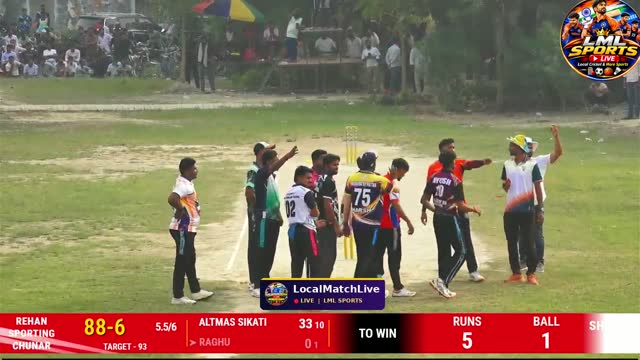 LML
SPORTS
LIVE
Local Cricket & More Sports
75
02
10
LocalMatchLive
LIVE | LML SPORTS
REHAN
SPORTING
CHUNAR
88-6
5.5/6
TARGET - 93
ALTMAS SIKATI 33 10
> RAGHU 0 1
TO WIN
RUNS
5
BALL
1
SH